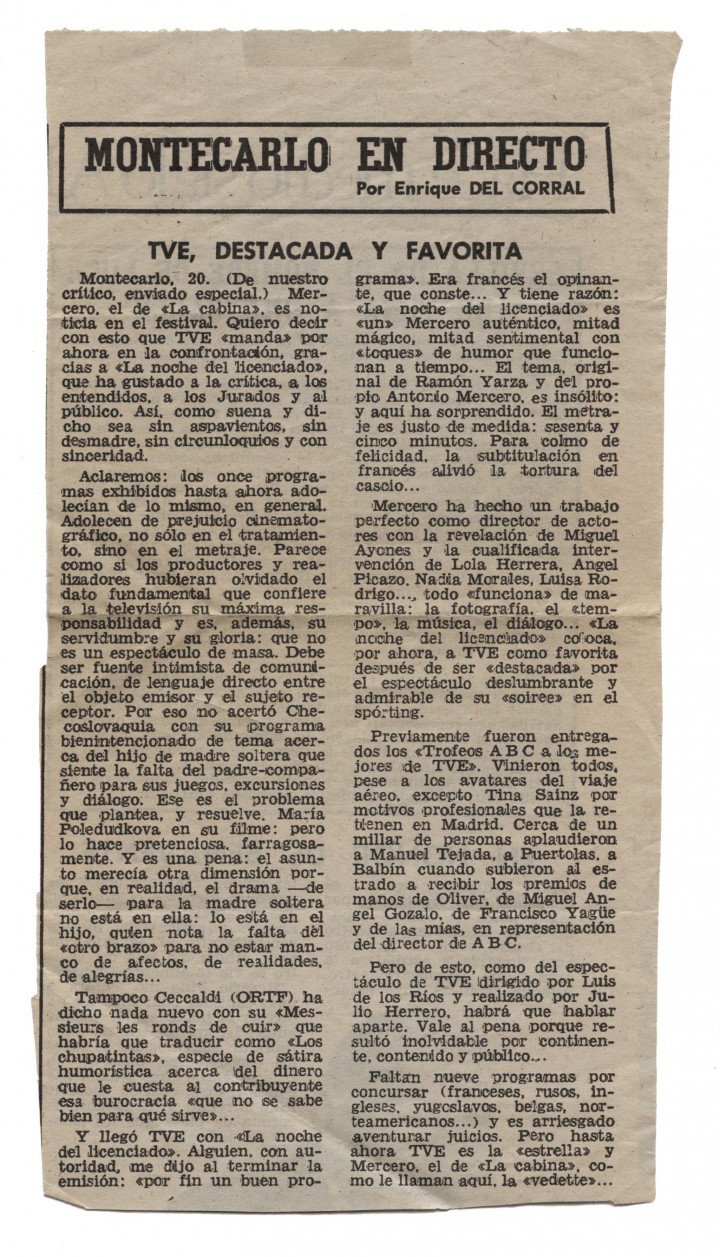 MONTECARLO EN DIRECTO
Por Enrique DEL CORRAL
TVE, DESTACADA Y FAVORITA
Montecarlo, 20. (De nuestro
crítico, enviado especial.) Mer-
cero, el de «La cabina», es no-
ticia en el festival. Quiero decir
con esto que TVE «manda» por
ahora en la confrontación, gra-
cias a «La noche del licenciado»,
que ha gustado a la crítica, a los
entendidos, a los Jurados y al
público. Así, como suena y di-
cho sea sin aspavientos, sin
desmadre, sin circunloquios y con
sinceridad.
Aclaremos: los once progra-
mas exhibidos hasta ahora ado-
lecían de lo mismo, en general.
Adolecen de prejuicio cinemato-
gráfico, no sólo en el tratamien-
to, sino en el metraje. Parece
como si los productores y rea-
lizadores hubieran olvidado el
dato fundamental que confiere
a la televisión su máxima res-
ponsabilidad y es, además, su
servidumbre y su gloria: que no
es un espectáculo de masa. Debe
ser fuente intimista de comuni-
cación, de lenguaje directo entre
el objeto emisor y el sujeto re-
ceptor. Por eso no acertó Che-
coslovaquia con su programa
bienintencionado de tema acer-
ca del hijo de madre soltera que
siente la falta del padre-compa-
ñero para sus juegos, excursiones
y diálogo. Ese es el problema
que plantea, y resuelve, María
Poledudkova en su filme: pero
lo hace pretenciosa, farragosa-
mente. Y es una pena: el asun-
to merecía otra dimensión por-
que, en realidad, el drama —de
serlo— para la madre soltera
no está en ella: lo está en el
hijo, quien nota la falta del
«otro brazo» para no estar man-
co de afectos, de realidades,
de alegrías...
Tampoco Ceccaldi (ORTF) ha
dicho nada nuevo con su «Mes-
sieurs les ronds de cuir» que
habría que traducir como «Los
chupatintas», especie de sátira
humorística acerca del dinero
que le cuesta al contribuyente
esa burocracia «que no se sabe
bien para qué sirve»...
Y llegó TVE con «La noche
del licenciado». Alguien, con au-
toridad, me dijo al terminar la
emisión: «por fin un buen pro-
grama». Era francés el opinan-
te, que conste... Y tiene razón:
«La noche del licenciado» es
«un» Mercero auténtico, mitad
mágico, mitad sentimental con
«toques» de humor que funcio-
nan a tiempo... El tema, origi-
nal de Ramón Yarza y del pro-
pio Antonio Mercero, es insólito:
y aquí ha sorprendido. El metra-
je es justo de medida: sesenta y
cinco minutos. Para colmo de
felicidad, la subtitulación en
francés alivió la tortura del
cascio...
Mercero ha hecho un trabajo
perfecto como director de acto-
res con la revelación de Miguel
Ayones y la cualificada inter-
vención de Lola Herrera, Angel
Picazo, Nadia Morales, Luisa Ro-
drigo..., todo «funciona» de ma-
ravilla: la fotografía, el «tem-
po», la música, el diálogo... «La
noche del licenciado» coloca,
por ahora, a TVE como favorita
después de ser «destacada» por
el espectáculo deslumbrante y
admirable de su «soiree» en el
spórting.
Previamente fueron entrega-
dos los «Trofeos A B C a los me-
jores de TVE». Vinieron todos,
pese a los avatares del viaje
aéreo, excepto Tina Sainz por
motivos profesionales que la re-
tienen en Madrid. Cerca de un
millar de personas aplaudieron
a Manuel Tejada, a Puertolas, a
Balbín cuando subieron al es-
trado a recibir los premios de
manos de Oliver, de Miguel An-
gel Gozalo, de Francisco Yagüe
y de las mías, en representación
del director de A B C.
Pero de esto, como del espec-
táculo de TVE dirigido por Luis
de los Ríos y realizado por Ju-
lio Herrero, habrá que hablar
aparte. Vale al pena porque re-
sultó inolvidable por continen-
te, contenido y público...
Faltan nueve programas por
concursar (franceses, rusos, in-
gleses, yugoslavos, belgas, nor-
teamericanos...) y es arriesgado
aventurar juicios. Pero hasta
ahora TVE es la «estrella» y
Mercero, el de «La cabina», co-
mo le llaman aquí, la «vedette»...